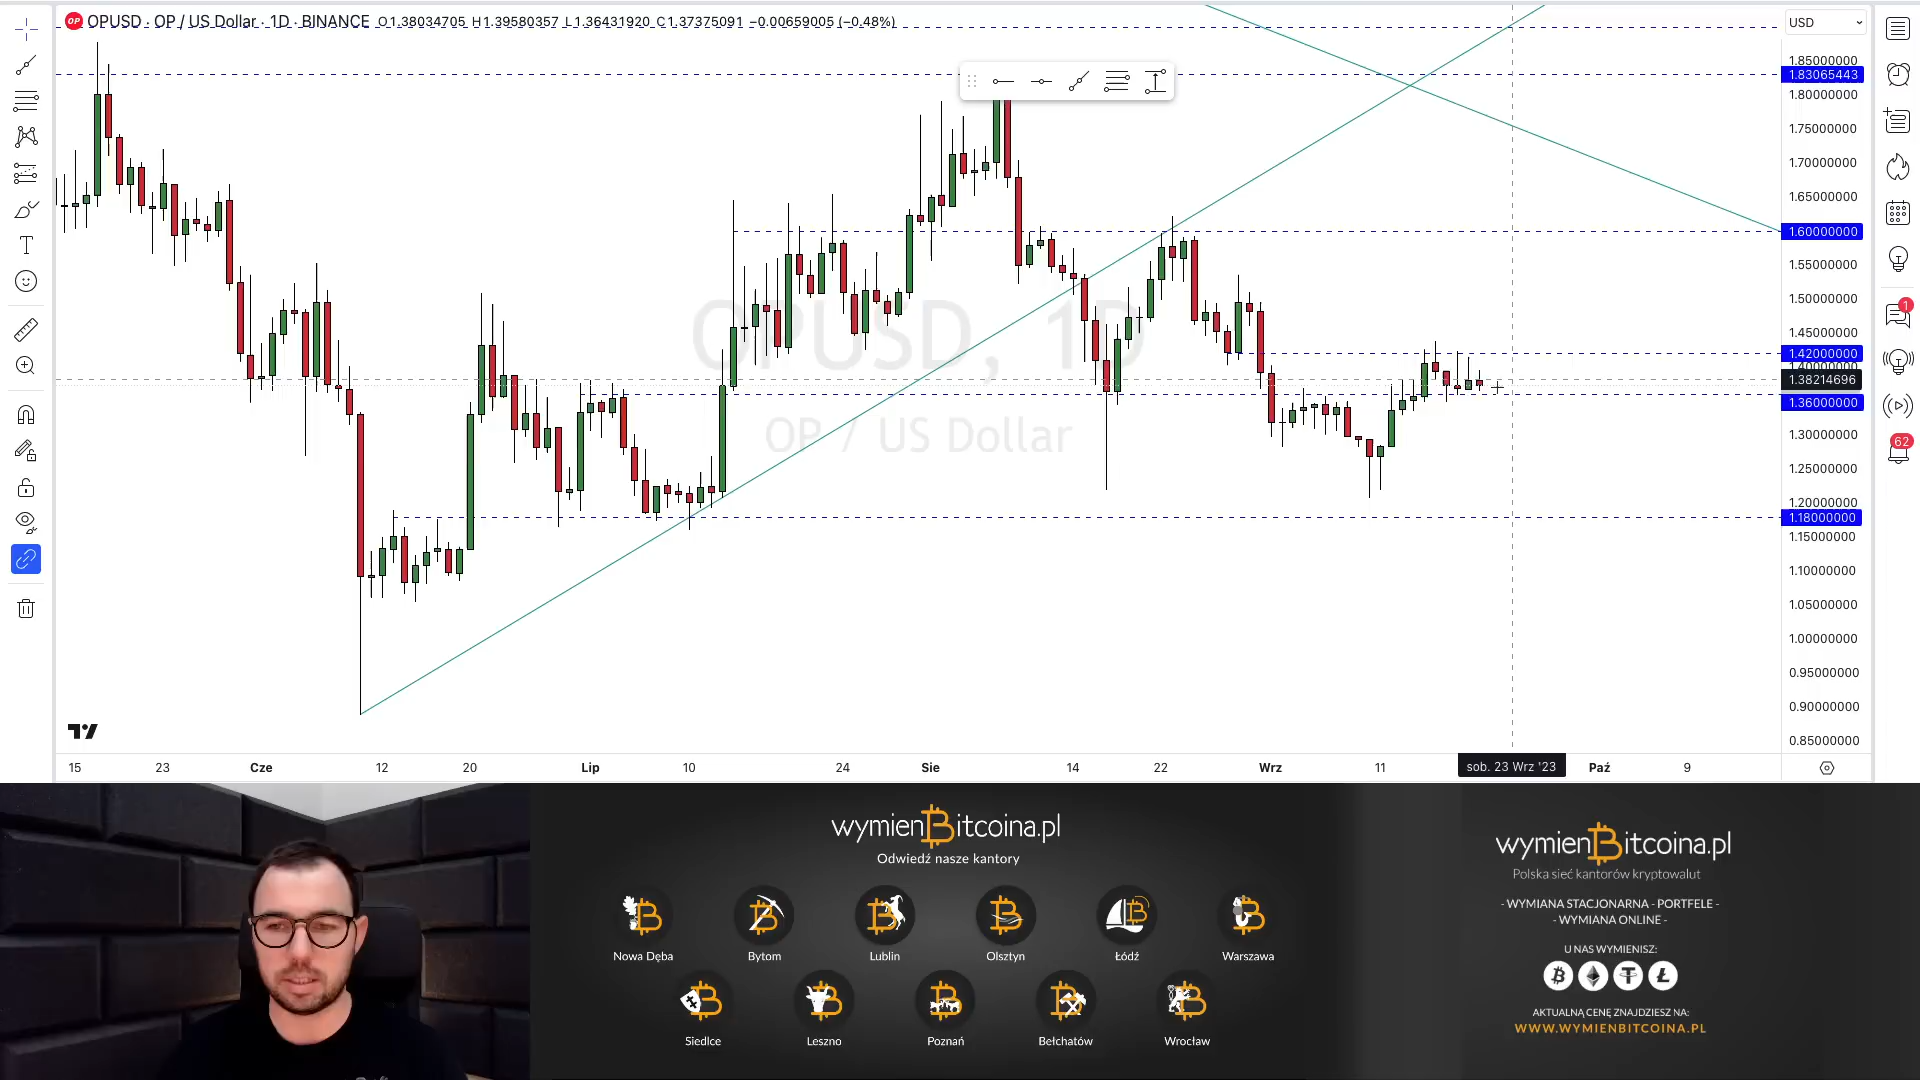 OP OPUSD · OP / US Dollar · 1D · BINANCE O1.38034705 H1.39580357 L1.36431920 C1.37375091 −0.00659005 (−0.48%)
USD
1.85000000
1.83065443
1.80000000
1.75000000
1.70000000
1.65000000
1.60000000
1.55000000
1.50000000
1.45000000
1.42000000
1.40000000
1.38214696
1.36000000
1.30000000
1.25000000
1.20000000
1.18000000
1.15000000
1.10000000
1.05000000
1.00000000
0.95000000
0.90000000
0.85000000
1
62
OPUSD, 1D
OP / US Dollar
15 23 Cze 12 20 Lip 10 24 Sie 14 22 Wrz 11 sob. 23 Wrz '23 Paź 9
wymienBitcoina.pl
Odwiedź nasze kantory
Nowa Dęba Bytom Lublin Olsztyn Łódź Warszawa
Siedlce Leszno Poznań Bełchatów Wrocław
wymienBitcoina.pl
Polska sieć kantorów kryptowalut
- WYMIANA STACJONARNA - PORTFELE -
- WYMIANA ONLINE -
U NAS WYMIENISZ:
AKTUALNĄ CENĘ ZNAJDZIESZ NA:
WWW.WYMIENBITCOINA.PL